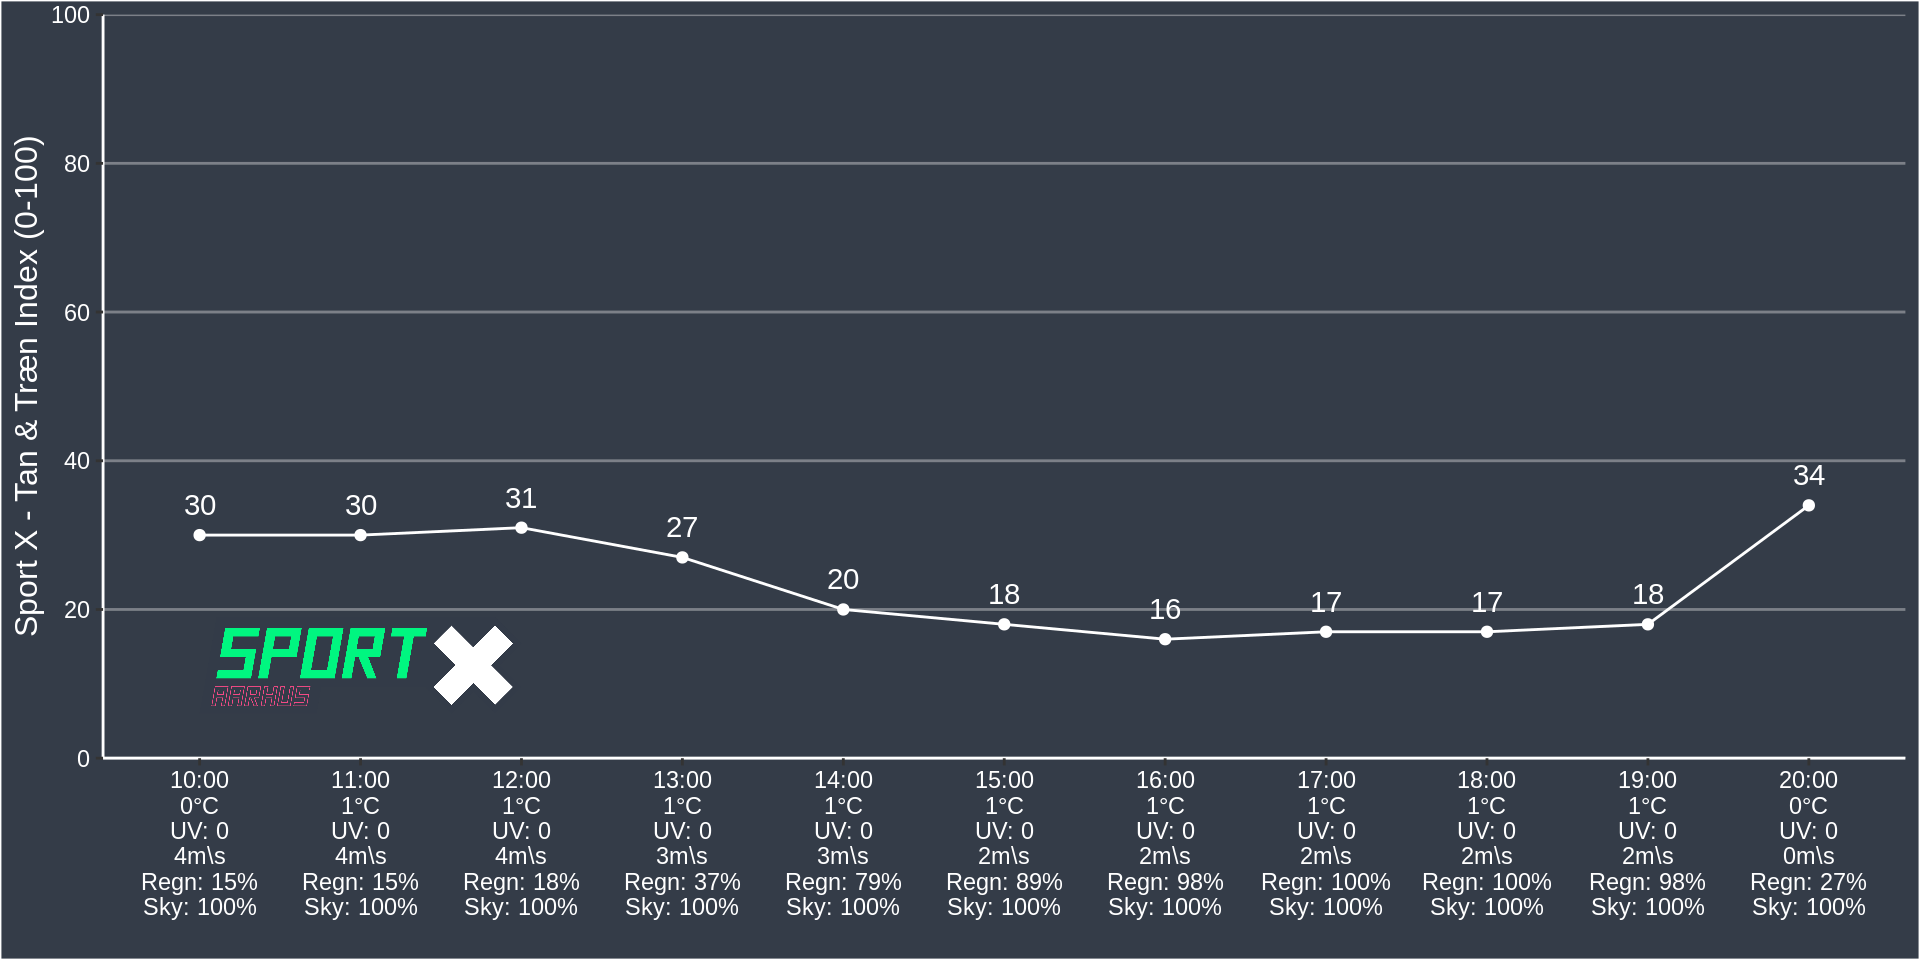 Sport X - Tan & Træn Index (0-100)
100
80
60
40
20
0
30
30
31
27
20
18
16
17
17
18
34
SPORT X
AARHUS
10:00 11:00 12:00 13:00 14:00 15:00 16:00 17:00 18:00 19:00 20:00
0°C 1°C 1°C 1°C 1°C 1°C 1°C 1°C 1°C 1°C 0°C
UV: 0 UV: 0 UV: 0 UV: 0 UV: 0 UV: 0 UV: 0 UV: 0 UV: 0 UV: 0 UV: 0
4m\s 4m\s 4m\s 3m\s 3m\s 2m\s 2m\s 2m\s 2m\s 2m\s 0m\s
Regn: 15% Regn: 15% Regn: 18% Regn: 37% Regn: 79% Regn: 89% Regn: 98% Regn: 100% Regn: 100% Regn: 98% Regn: 27%
Sky: 100% Sky: 100% Sky: 100% Sky: 100% Sky: 100% Sky: 100% Sky: 100% Sky: 100% Sky: 100% Sky: 100% Sky: 100%